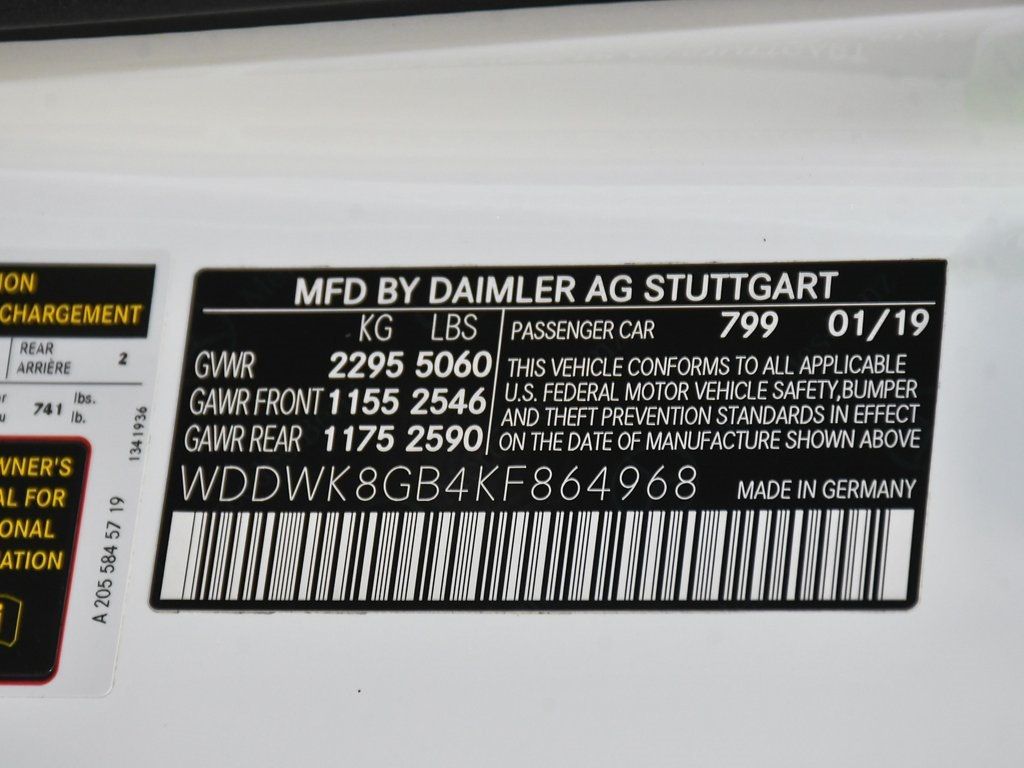 ION
CHARGEMENT
REAR
ARRIÈRE
2
741 lbs.
lb.
1341936
WNER'S
AL FOR
ONAL
ATION
A 205 584 57 19
MFD BY DAIMLER AG STUTTGART
KG LBS
GVWR 2295 5060
GAWR FRONT 1155 2546
GAWR REAR 1175 2590
PASSENGER CAR 799 01/19
THIS VEHICLE CONFORMS TO ALL APPLICABLE
U.S. FEDERAL MOTOR VEHICLE SAFETY,BUMPER
AND THEFT PREVENTION STANDARDS IN EFFECT
ON THE DATE OF MANUFACTURE SHOWN ABOVE
WDDWK8GB4KF864968 MADE IN GERMANY